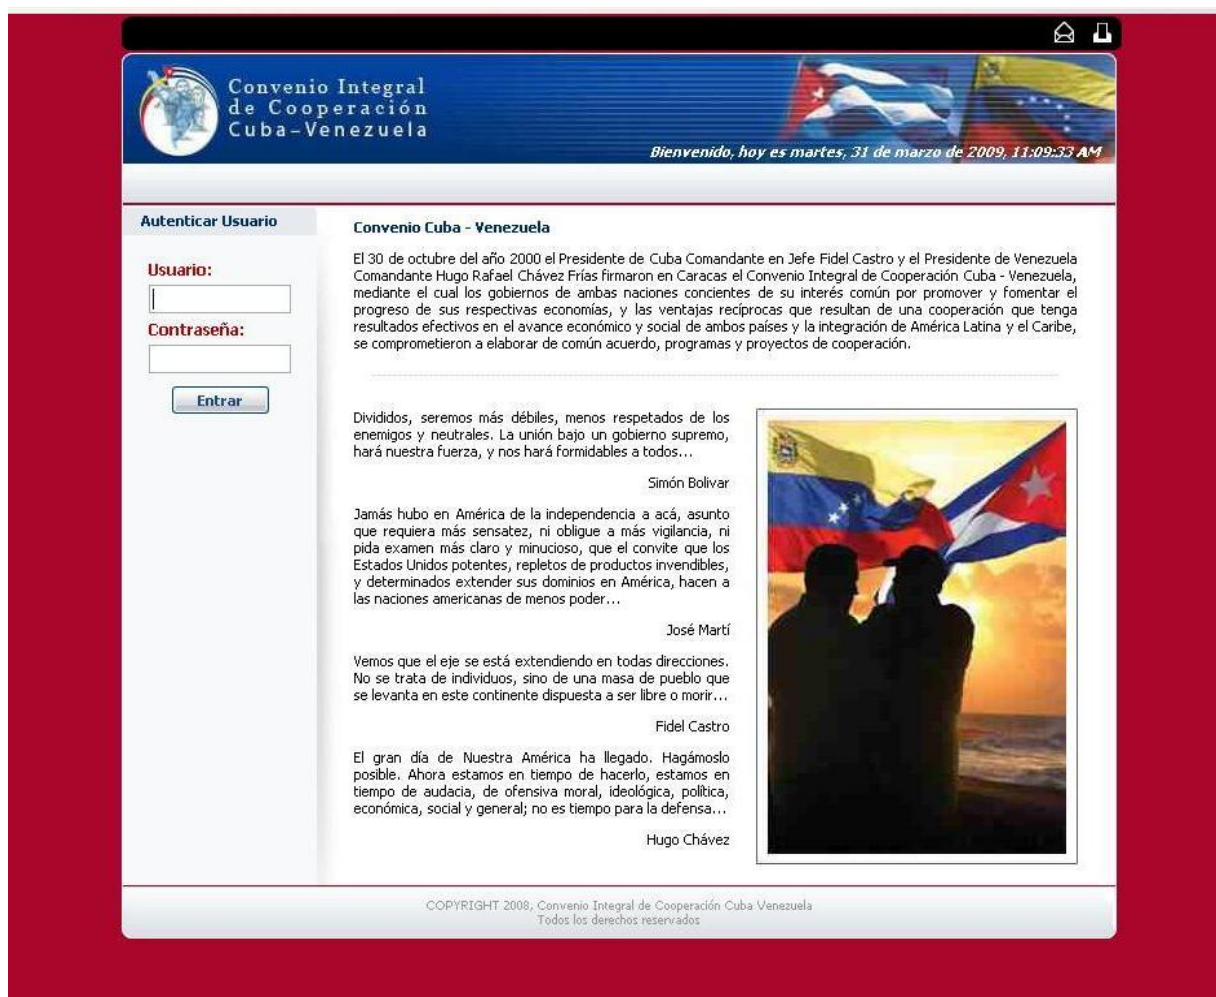 Convenio Integral
de Cooperación
Cuba-Venezuela
Bienvenido, hoy es martes, 31 de marzo de 2009, 11:09:33 AM
Autenticar Usuario
Usuario:
Contraseña:
Entrar
Convenio Cuba - Venezuela
El 30 de octubre del año 2000 el Presidente de Cuba Comandante en Jefe Fidel Castro y el Presidente de Venezuela
Comandante Hugo Rafael Chávez Frías firmaron en Caracas el Convenio Integral de Cooperación Cuba - Venezuela,
mediante el cual los gobiernos de ambas naciones concientes de su interés común por promover y fomentar el
progreso de sus respectivas economías, y las ventajas recíprocas que resultan de una cooperación que tenga
resultados efectivos en el avance económico y social de ambos países y la integración de América Latina y el Caribe,
se comprometieron a elaborar de común acuerdo, programas y proyectos de cooperación.
Divididos, seremos más débiles, menos respetados de los
enemigos y neutrales. La unión bajo un gobierno supremo,
hará nuestra fuerza, y nos hará formidables a todos...
Simón Bolivar
Jamás hubo en América de la independencia a acá, asunto
que requiera más sensatez, ni obligue a más vigilancia, ni
pida examen más claro y minucioso, que el convite que los
Estados Unidos potentes, repletos de productos invendibles,
y determinados extender sus dominios en América, hacen a
las naciones americanas de menos poder...
José Martí
Vemos que el eje se está extendiendo en todas direcciones.
No se trata de individuos, sino de una masa de pueblo que
se levanta en este continente dispuesta a ser libre o morir...
Fidel Castro
El gran día de Nuestra América ha llegado. Hagámoslo
posible. Ahora estamos en tiempo de hacerlo, estamos en
tiempo de audacia, de ofensiva moral, ideológica, política,
económica, social y general; no es tiempo para la defensa...
Hugo Chávez
COPYRIGHT 2008, Convenio Integral de Cooperación Cuba Venezuela
Todos los derechos reservados